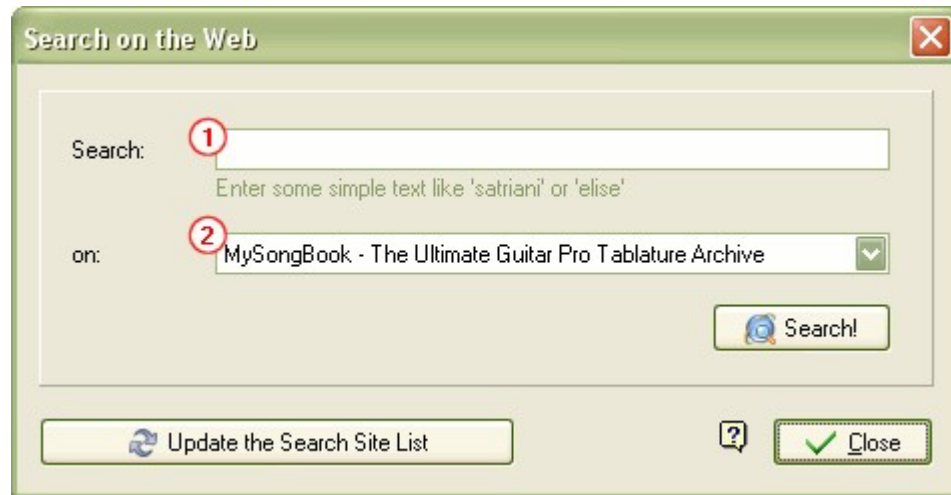 Search on the Web
Search:
1
Enter some simple text like 'satriani' or 'elise'
on:
2
MySongBook - The Ultimate Guitar Pro Tablature Archive
Search!
Update the Search Site List
?
Close